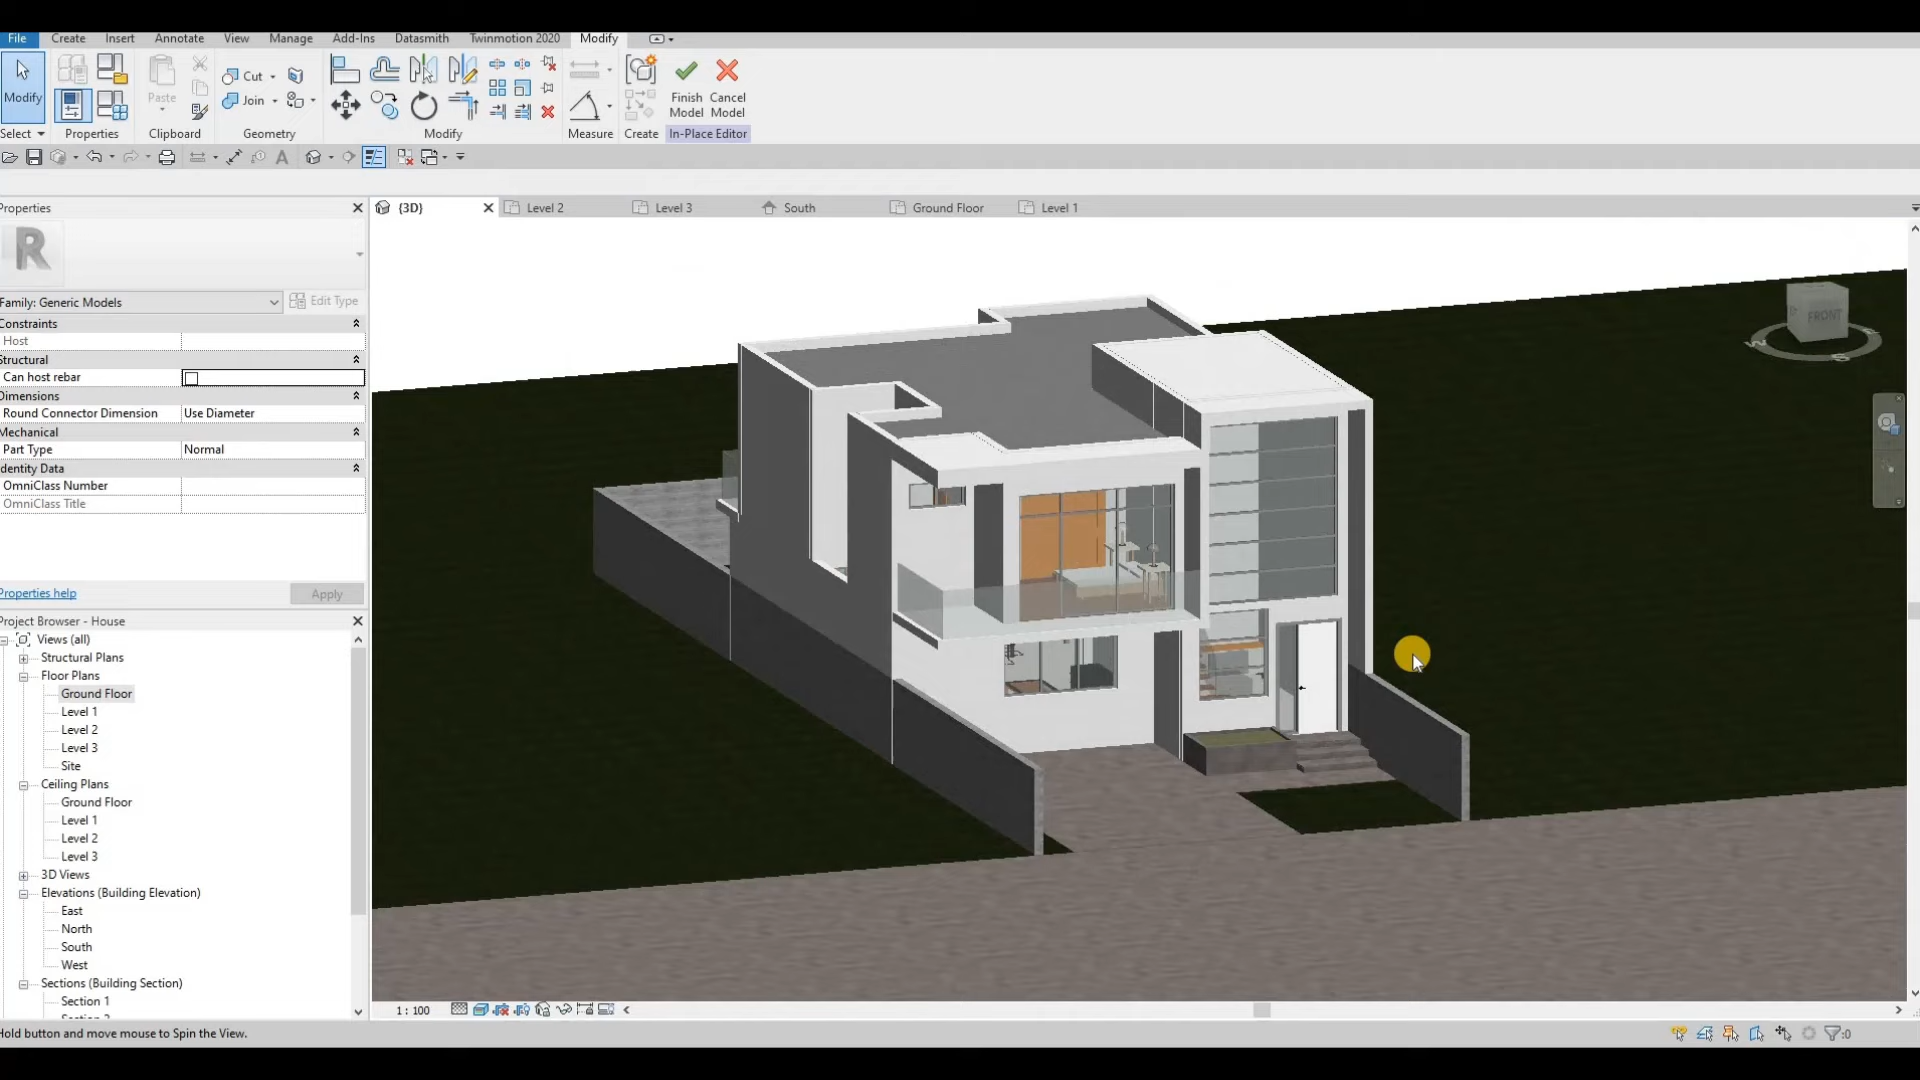 File Create Insert Annotate View Manage Add-Ins Datasmith Twinmotion 2020 Modify
Modify
Paste
Cut
Join
Finish Model
Cancel Model
Select Properties Clipboard Geometry Modify Measure Create In-Place Editor
Properties
{3D} Level 2 Level 3 South Ground Floor Level 1
R
Family: Generic Models Edit Type
Constraints
Host
Structural
Can host rebar
Dimensions
Round Connector Dimension Use Diameter
Mechanical
Part Type Normal
Identity Data
OmniClass Number
OmniClass Title
Properties help Apply
Project Browser - House
Views (all)
Structural Plans
Floor Plans
Ground Floor
Level 1
Level 2
Level 3
Site
Ceiling Plans
Ground Floor
Level 1
Level 2
Level 3
3D Views
Elevations (Building Elevation)
East
North
South
West
Sections (Building Section)
Section 1
FRONT
W
S
1 : 100
Hold button and move mouse to Spin the View.
:0